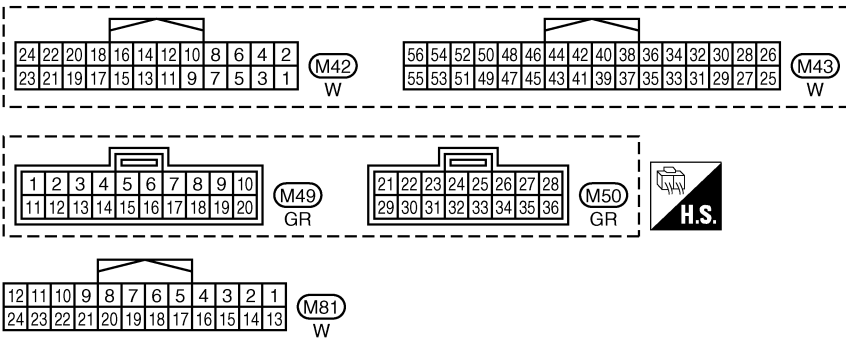 24 22 20 18 16 14 12 10 8 6 4 2
23 21 19 17 15 13 11 9 7 5 3 1
M42
W
56 54 52 50 48 46 44 42 40 38 36 34 32 30 28 26
55 53 51 49 47 45 43 41 39 37 35 33 31 29 27 25
M43
W
1 2 3 4 5 6 7 8 9 10
11 12 13 14 15 16 17 18 19 20
M49
GR
21 22 23 24 25 26 27 28
29 30 31 32 33 34 35 36
M50
GR
H.S.
12 11 10 9 8 7 6 5 4 3 2 1
24 23 22 21 20 19 18 17 16 15 14 13
M81
W